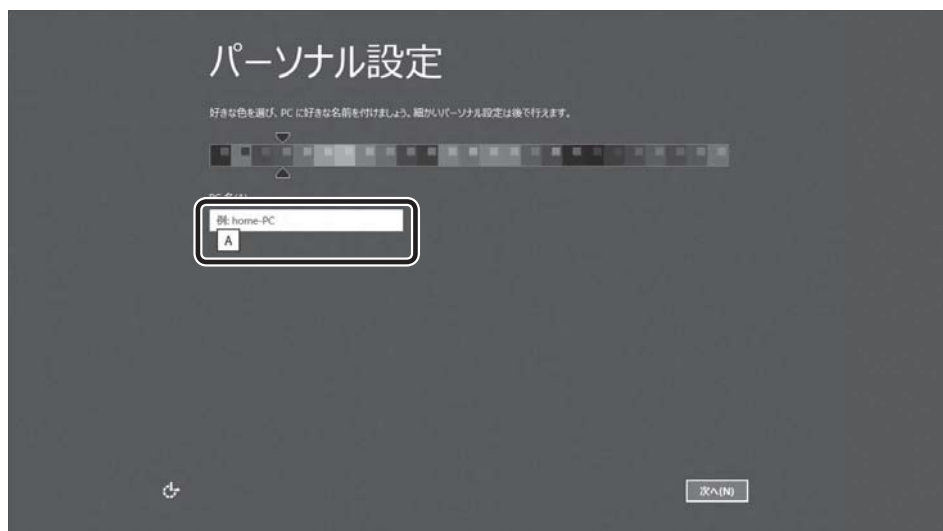 パーソナル設定
好きな色を選び、PC に好きな名前を付けましょう。細かいパーソナル設定は後で行えます。
例: home-PC
A
次へ(N)